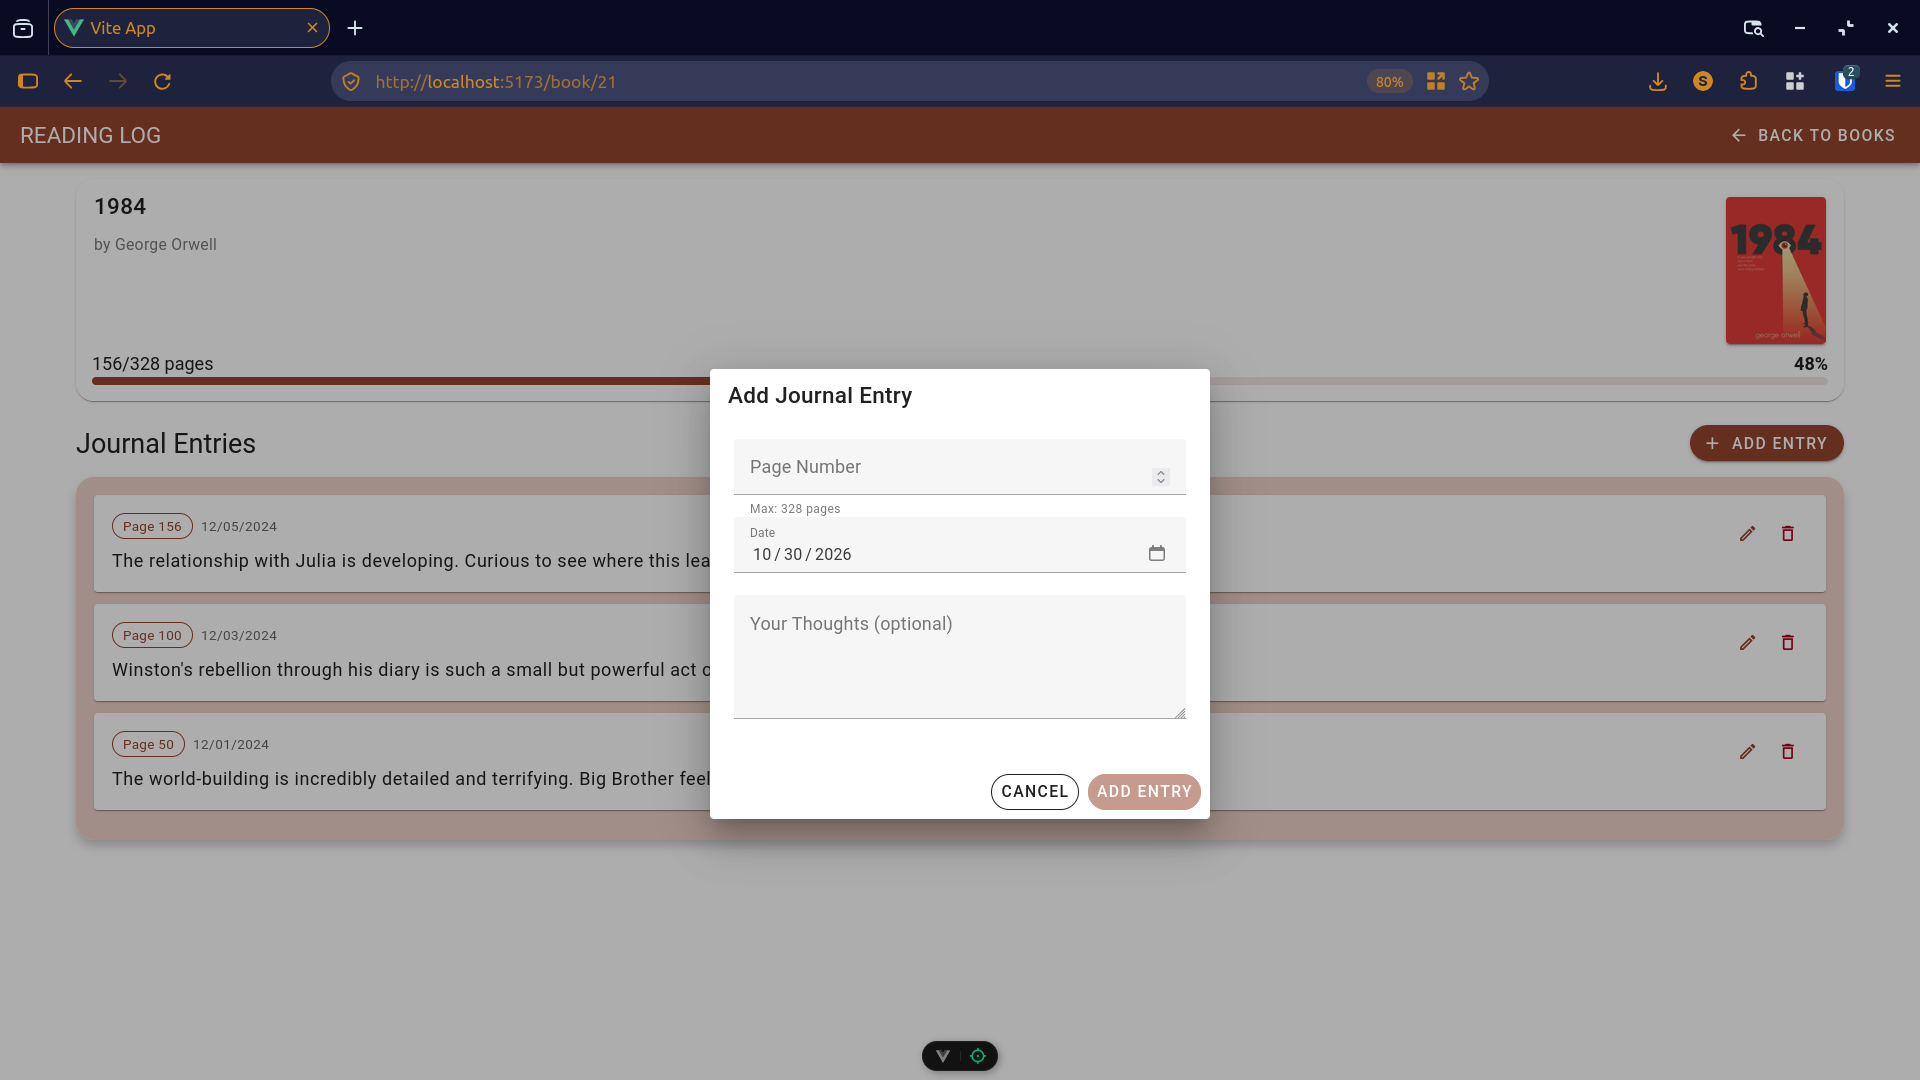 Vite App
http://localhost:5173/book/21
80%
S
2
READING LOG
BACK TO BOOKS
1984
by George Orwell
1984
george orwell
156/328 pages
48%
Journal Entries
ADD ENTRY
Page 156 12/05/2024
The relationship with Julia is developing. Curious to see where this lea
Page 100 12/03/2024
Winston's rebellion through his diary is such a small but powerful act o
Page 50 12/01/2024
The world-building is incredibly detailed and terrifying. Big Brother feel
Add Journal Entry
Page Number
Max: 328 pages
Date
10/30/2026
Your Thoughts (optional)
CANCEL
ADD ENTRY